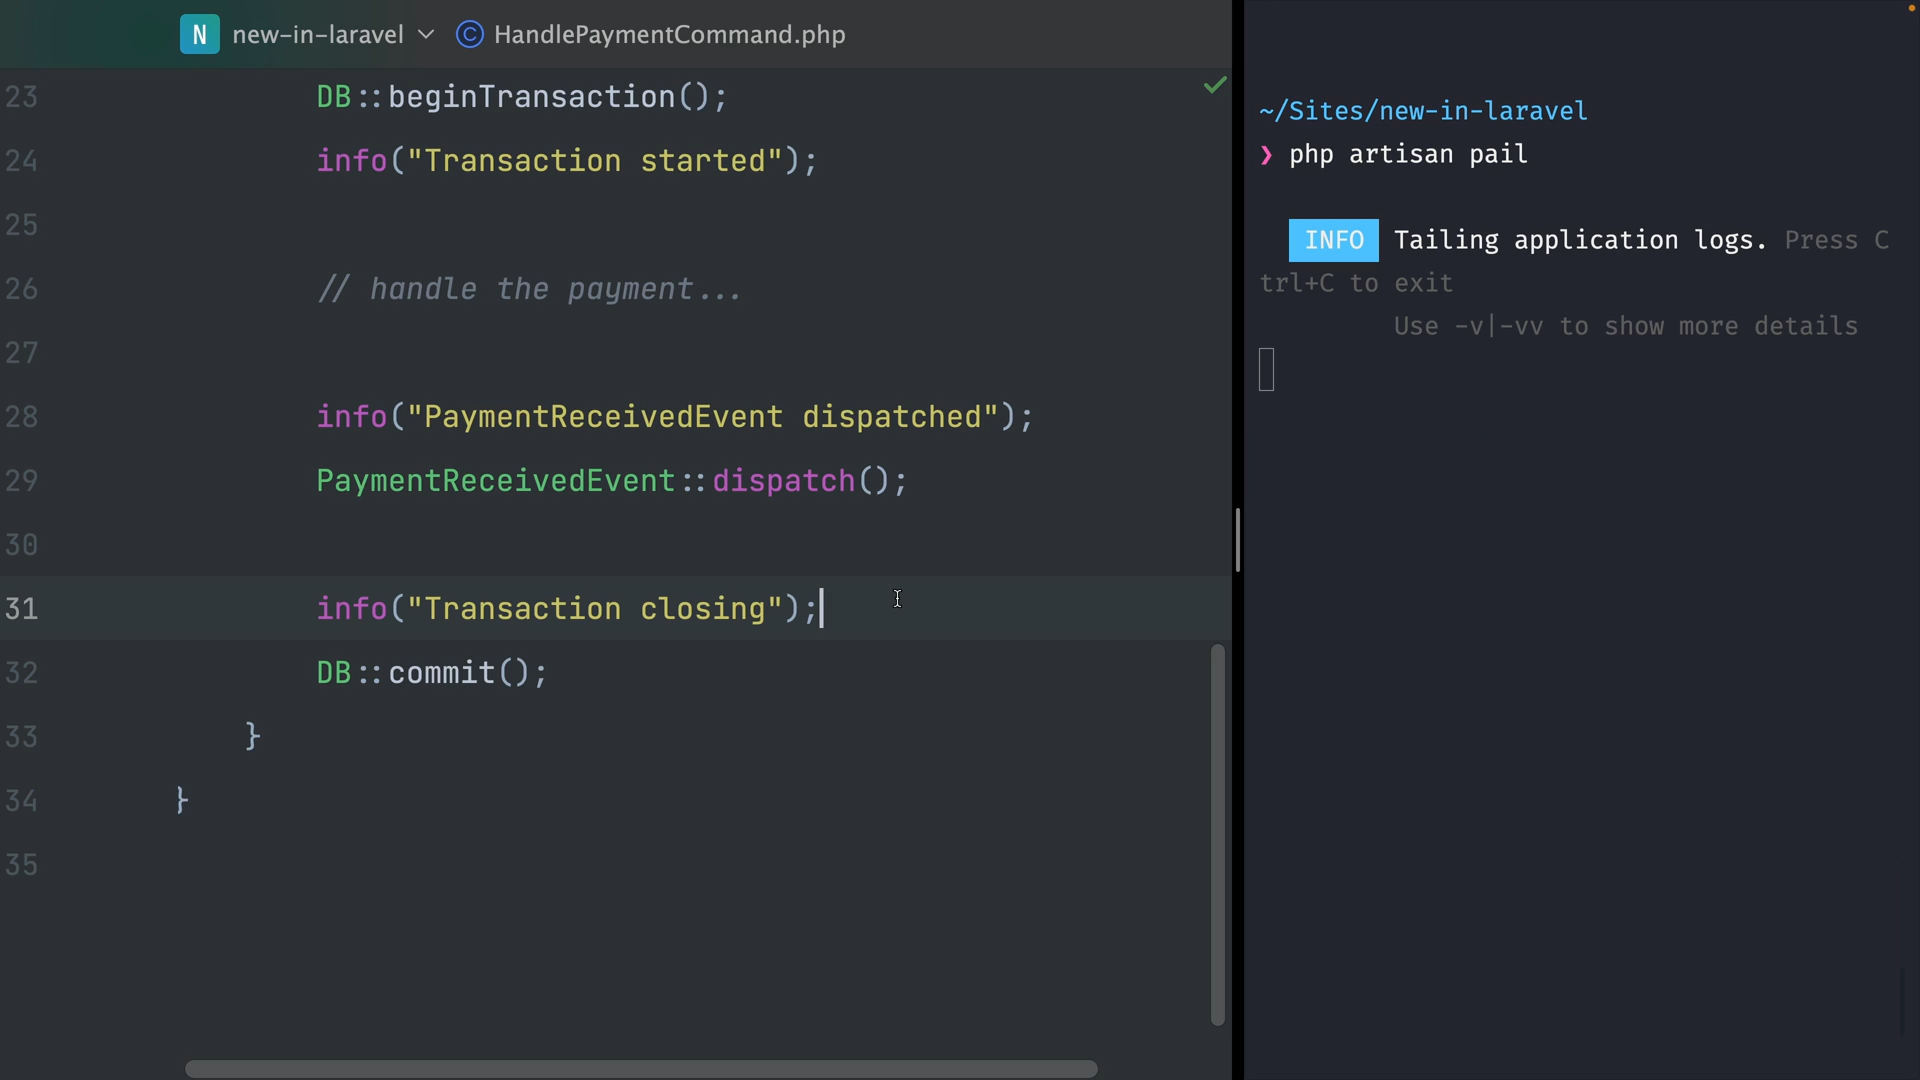 N new-in-laravel HandlePaymentCommand.php
23 DB::beginTransaction();
24 info("Transaction started");
25
26 // handle the payment...
27
28 info("PaymentReceivedEvent dispatched");
29 PaymentReceivedEvent::dispatch();
30
31 info("Transaction closing");
32 DB::commit();
33 }
34 }
35
~/Sites/new-in-laravel
❯ php artisan pail
INFO Tailing application logs. Press C
trl+C to exit
Use -v|-vv to show more details